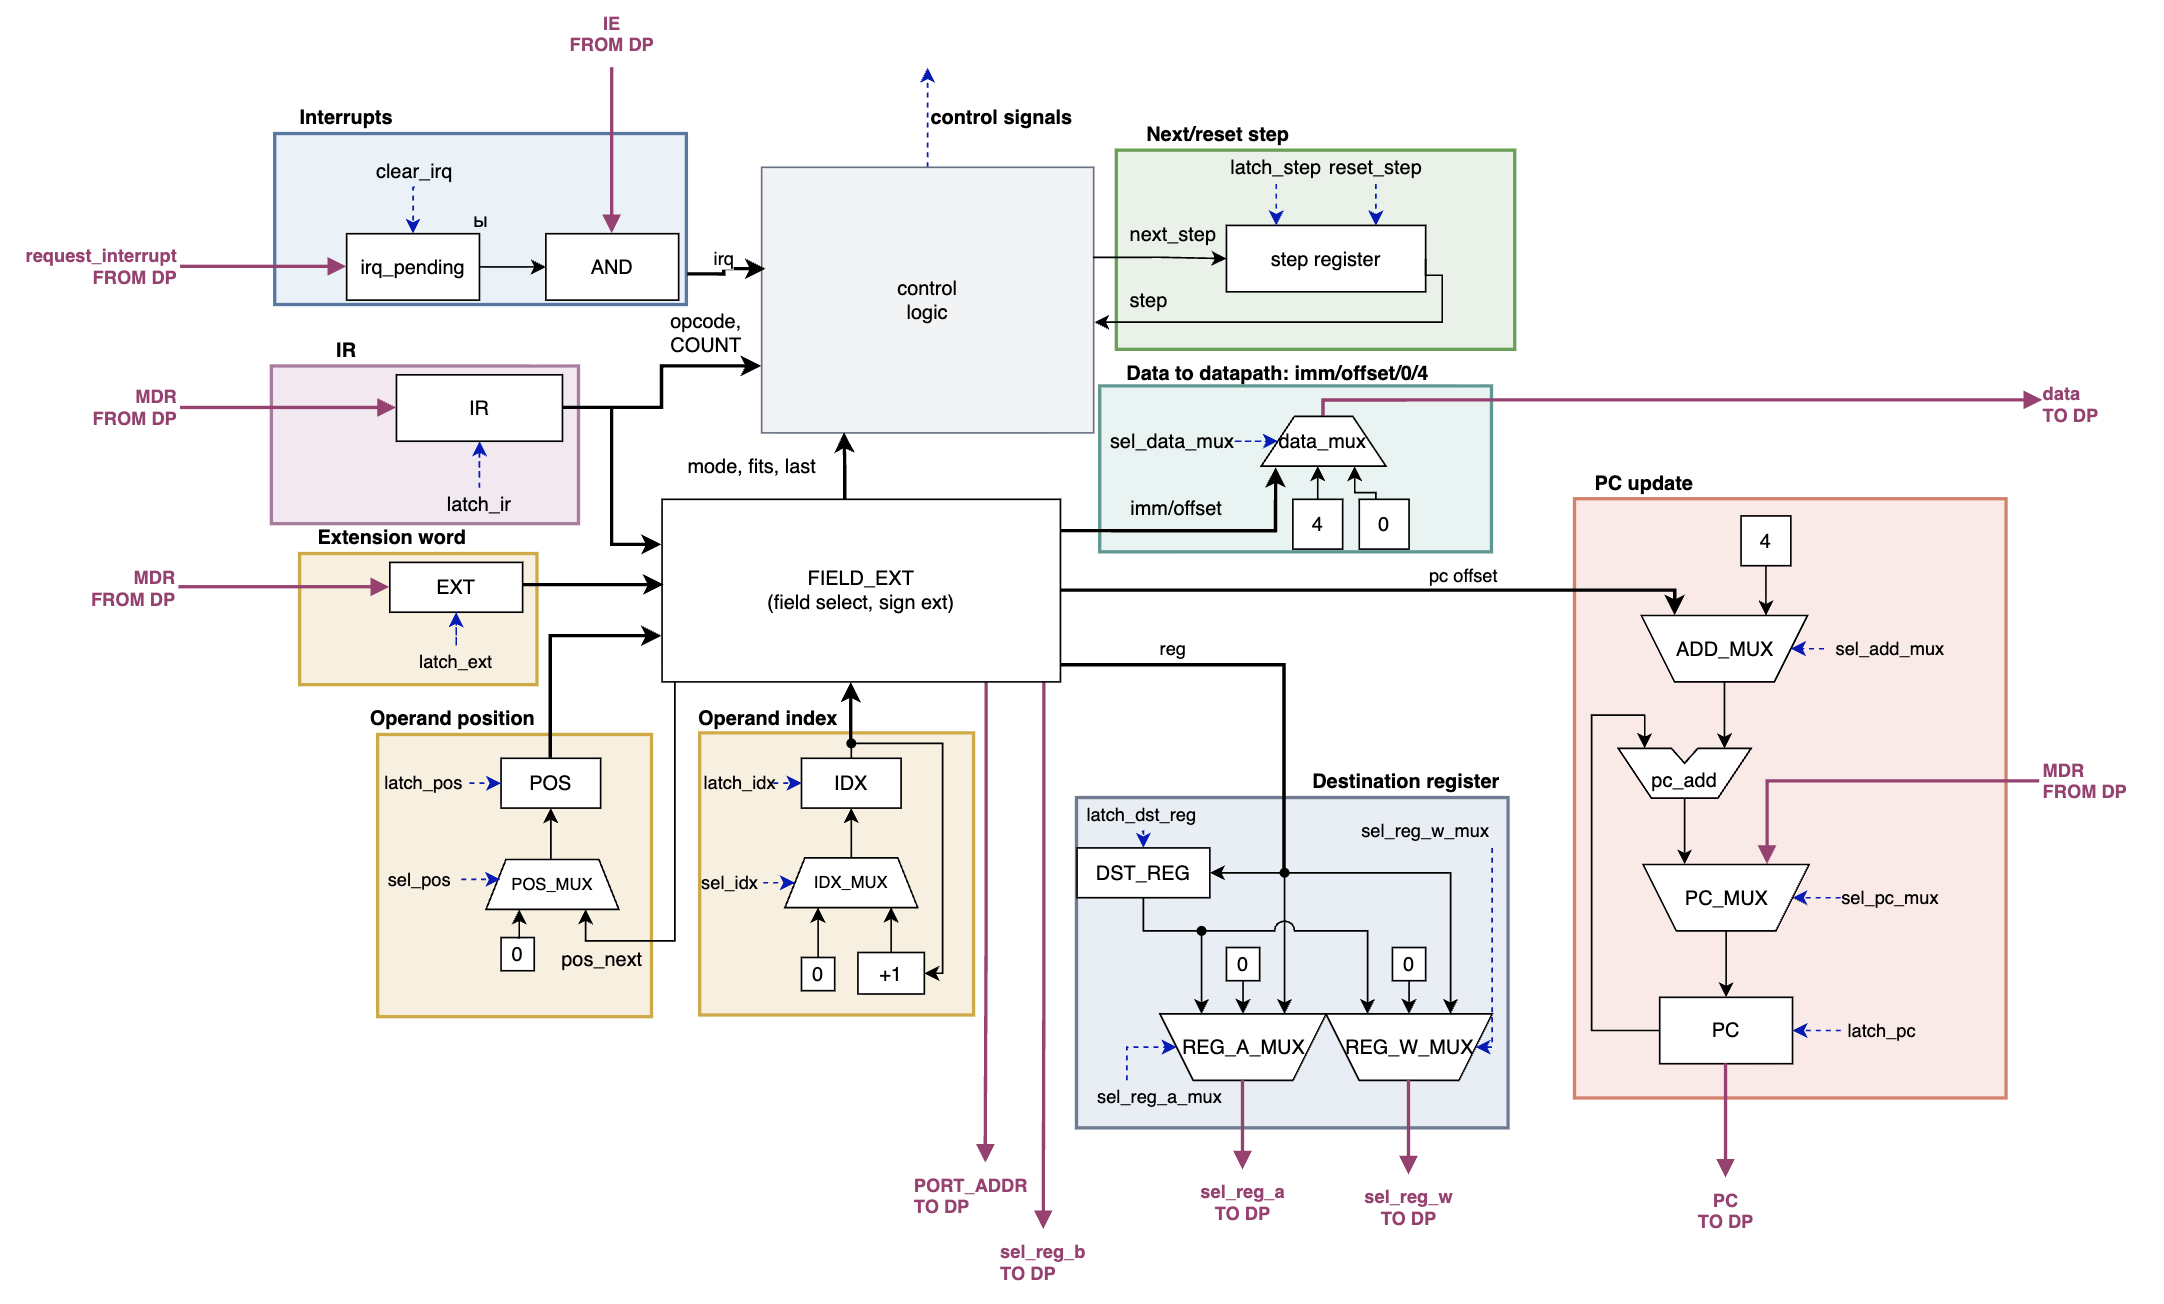 IE
FROM DP
Interrupts
clear_irq
ы
request_interrupt
FROM DP
irq_pending
AND
irq
control signals
control
logic
Next/reset step
latch_step
reset_step
next_step
step register
step
opcode,
COUNT
IR
MDR
FROM DP
IR
latch_ir
mode, fits, last
Data to datapath: imm/offset/0/4
sel_data_mux
data_mux
imm/offset
4
0
data
TO DP
Extension word
MDR
FROM DP
EXT
latch_ext
FIELD_EXT
(field select, sign ext)
pc offset
reg
PC update
4
ADD_MUX
sel_add_mux
pc_add
MDR
FROM DP
PC_MUX
sel_pc_mux
PC
latch_pc
PC
TO DP
Operand position
latch_pos
POS
sel_pos
POS_MUX
0
pos_next
Operand index
latch_idx
IDX
sel_idx
IDX_MUX
0
+1
Destination register
latch_dst_reg
sel_reg_w_mux
DST_REG
0
0
REG_A_MUX
REG_W_MUX
sel_reg_a_mux
PORT_ADDR
TO DP
sel_reg_b
TO DP
sel_reg_a
TO DP
sel_reg_w
TO DP